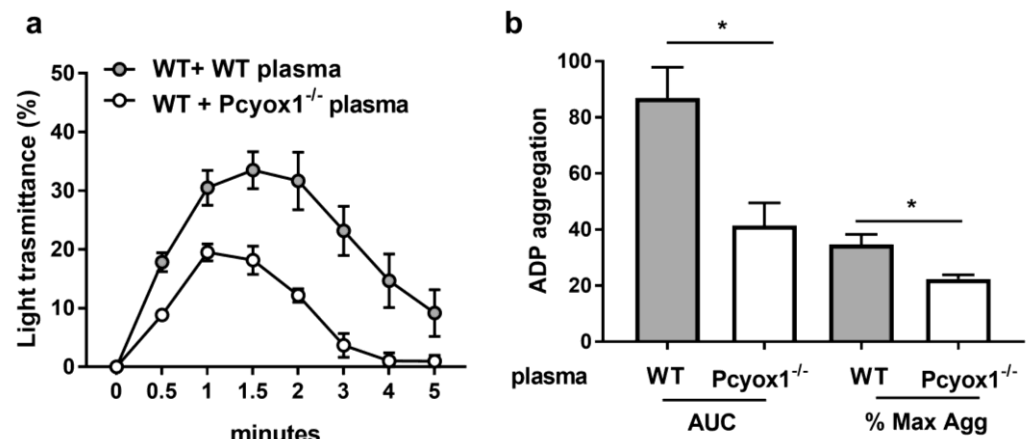 a
WT+ WT plasma
WT + Pcyox1-/- plasma
Light trasmittance (%)
50
40
30
20
10
0
0 0.5 1 1.5 2 3 4 5
minutes
b
*
*
ADP aggregation
100
80
60
40
20
0
plasma WT Pcyox1-/- WT Pcyox1-/-
AUC % Max Agg